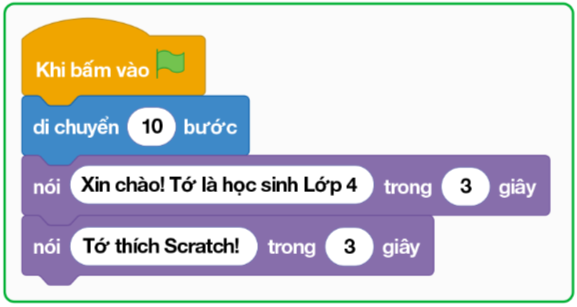 Khi bấm vào
di chuyển 10 bước
nói Xin chào! Tớ là học sinh Lớp 4 trong 3 giây
nói Tớ thích Scratch! trong 3 giây